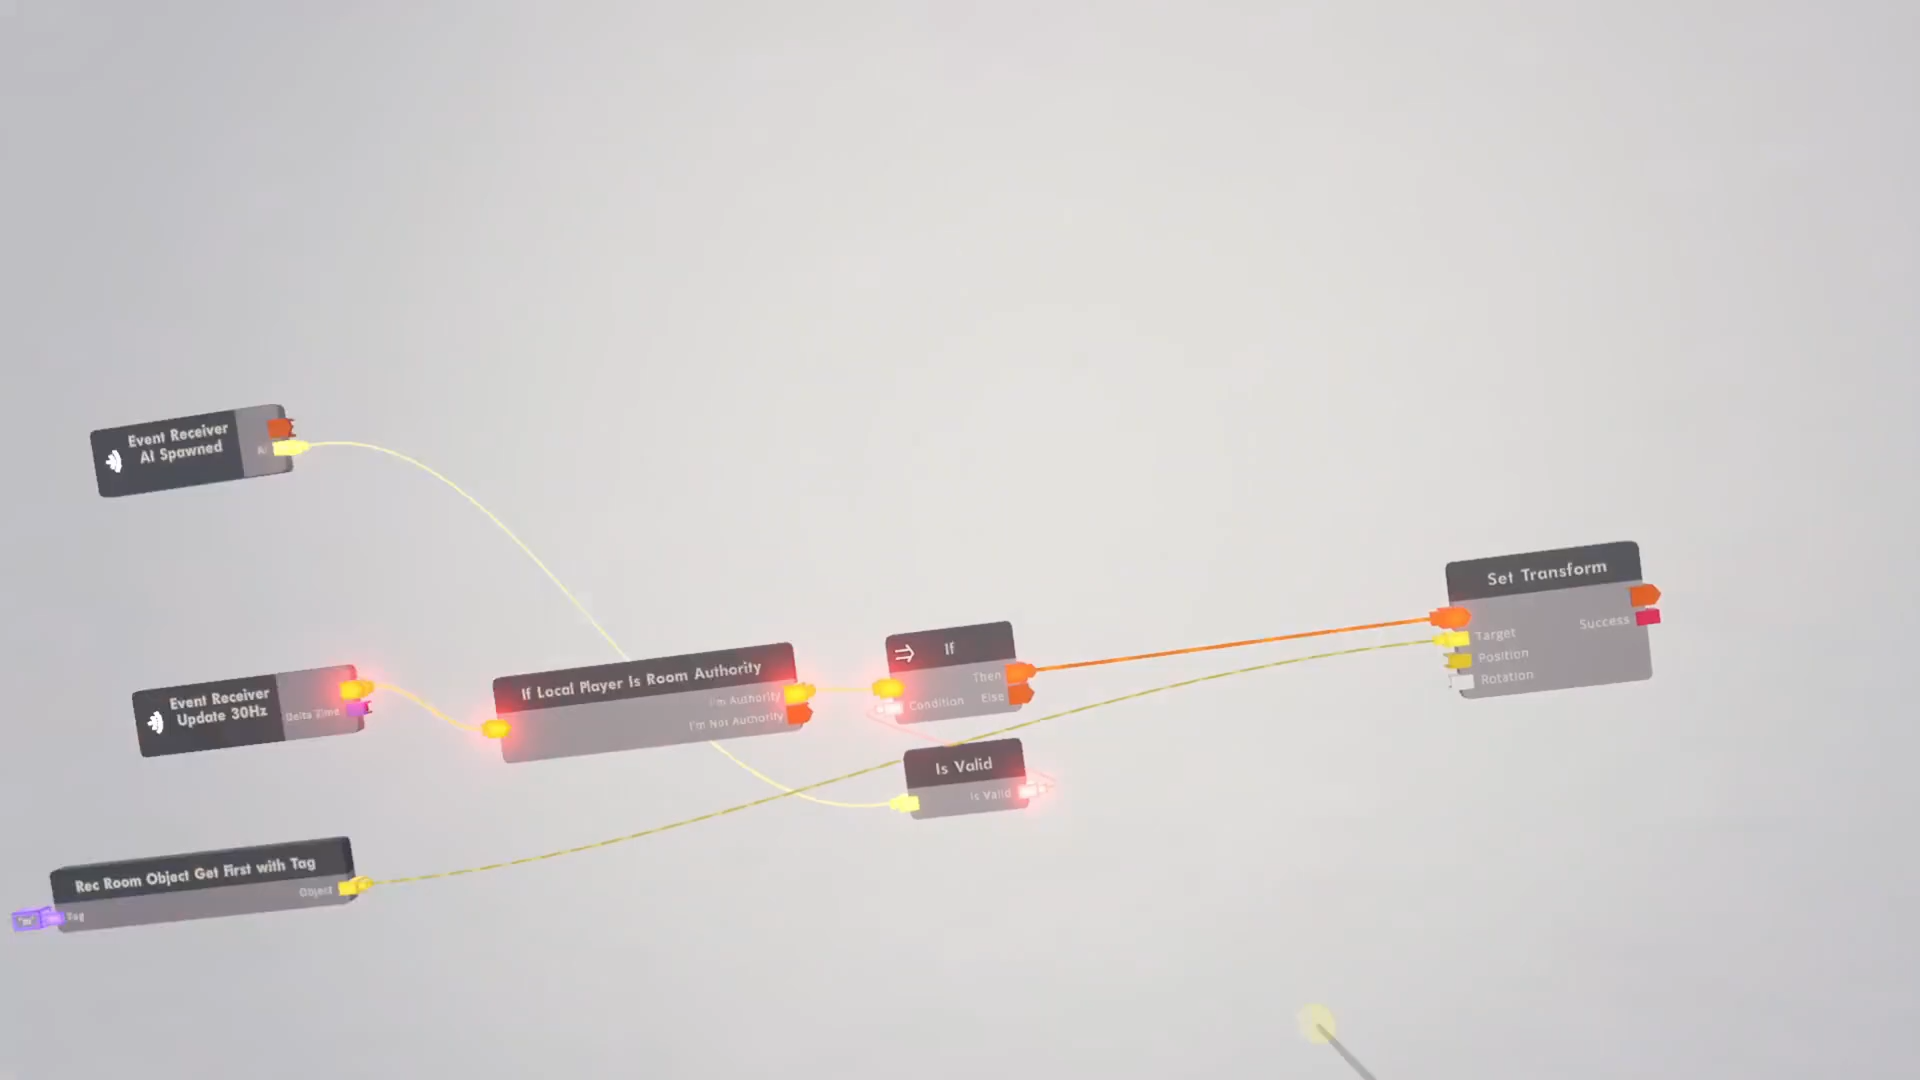 Event Receiver
AI Spawned
AI
Event Receiver
Update 30Hz
Delta Time
If Local Player Is Room Authority
I'm Authority
I'm Not Authority
If
Then
Condition
Else
Is Valid
Is Valid
Set Transform
Success
Target
Position
Rotation
Rec Room Object Get First with Tag
Object
Tag